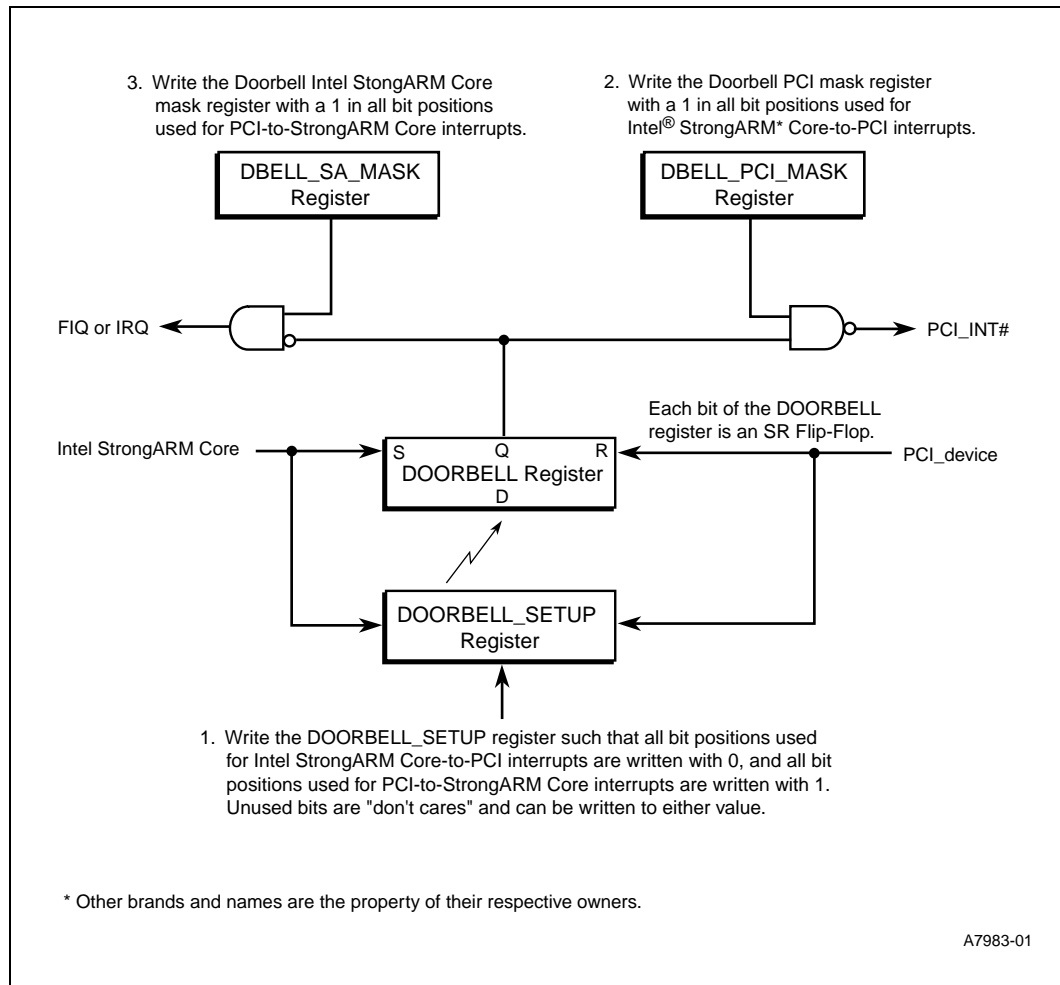 3. Write the Doorbell Intel StongARM Core
mask register with a 1 in all bit positions
used for PCI-to-StrongARM Core interrupts.
2. Write the Doorbell PCI mask register
with a 1 in all bit positions used for
Intel® StrongARM* Core-to-PCI interrupts.
DBELL_SA_MASK
Register
DBELL_PCI_MASK
Register
FIQ or IRQ
PCI_INT#
Each bit of the DOORBELL
register is an SR Flip-Flop.
Intel StrongARM Core
S Q R
DOORBELL Register
D
PCI_device
DOORBELL_SETUP
Register
1. Write the DOORBELL_SETUP register such that all bit positions used
for Intel StrongARM Core-to-PCI interrupts are written with 0, and all bit
positions used for PCI-to-StrongARM Core interrupts are written with 1.
Unused bits are "don't cares" and can be written to either value.
* Other brands and names are the property of their respective owners.
A7983-01